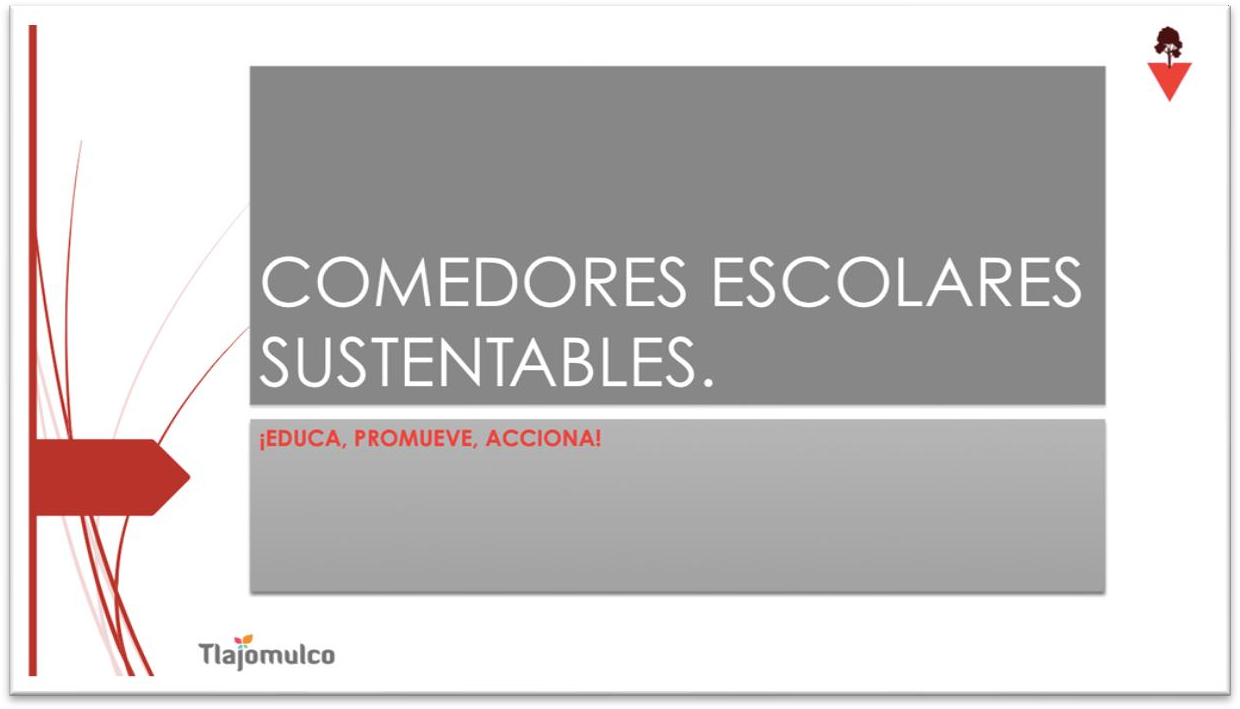 COMEDORES ESCOLARES
SUSTENTABLES.
¡EDUCA, PROMUEVE, ACCIONA!
Tlajomulco